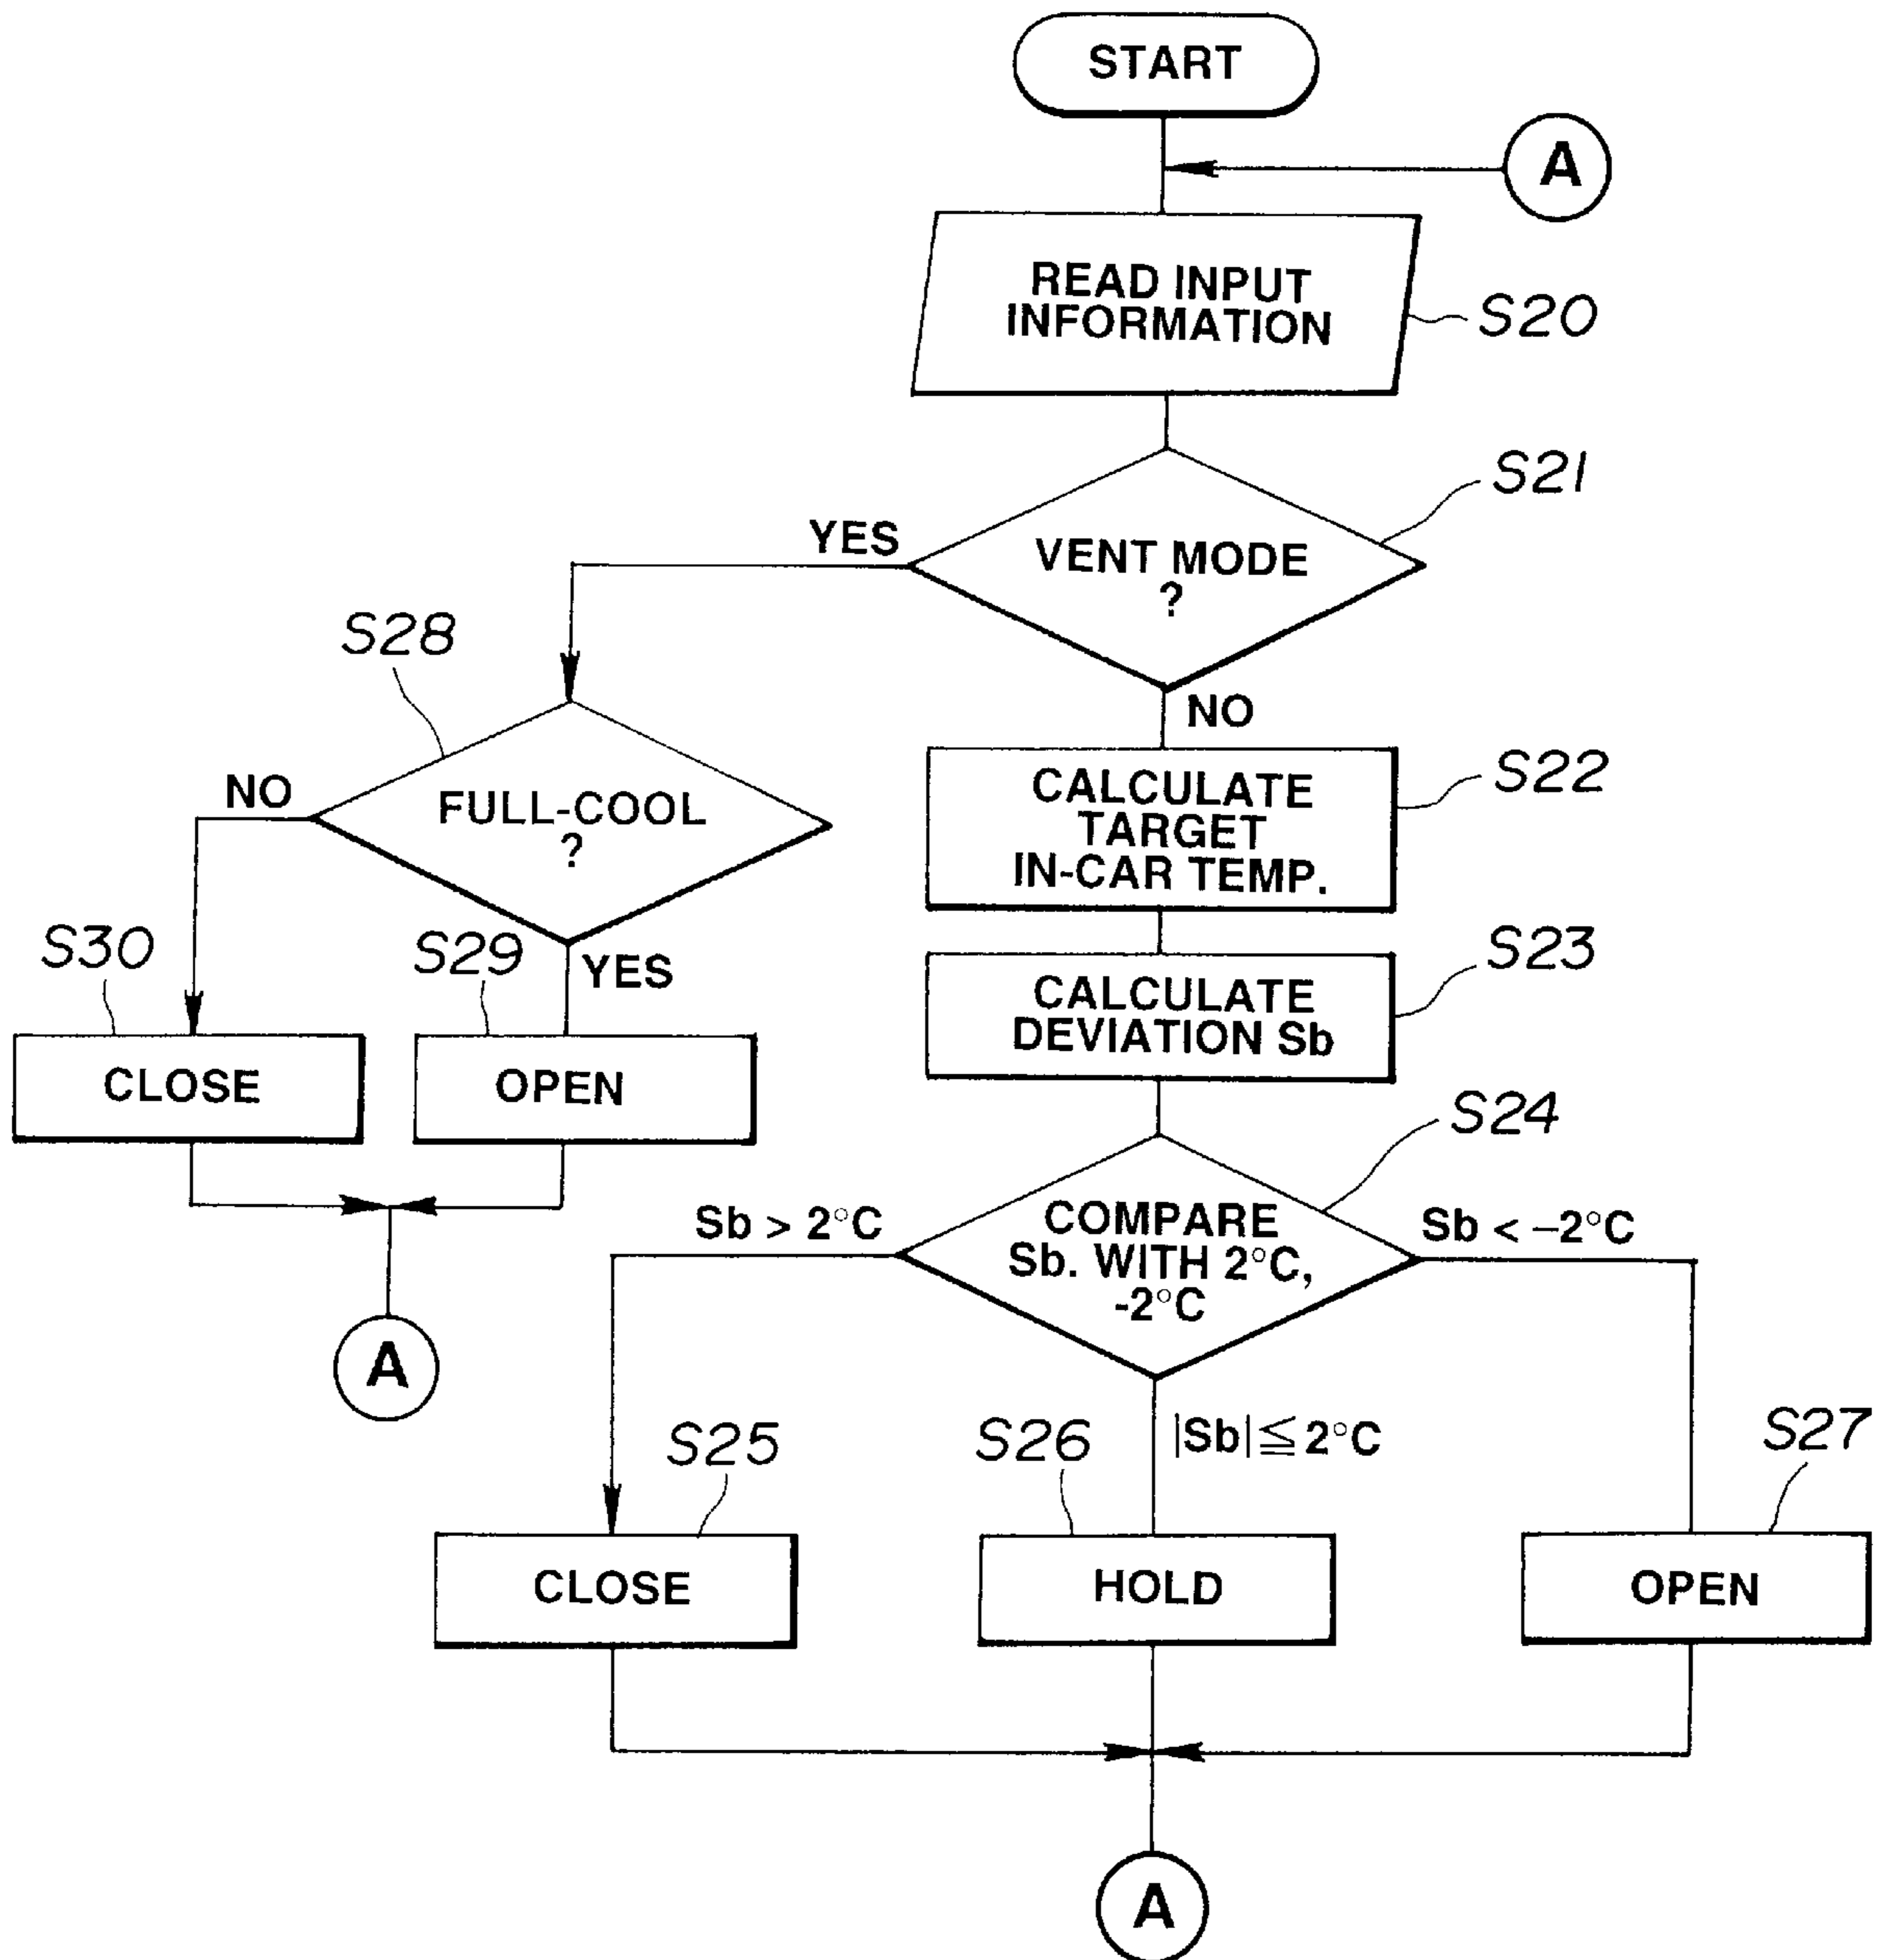 START
A
READ INPUT
INFORMATION
S20
S21
YES
VENT MODE
?
S28
NO
NO
FULL-COOL
?
CALCULATE
TARGET
IN-CAR TEMP.
S22
S30
S29
YES
S23
CALCULATE
DEVIATION Sb
CLOSE
OPEN
S24
Sb > 2°C
COMPARE
Sb. WITH 2°C,
-2°C
Sb < –2°C
A
S25
S26
|Sb|≦2°C
S27
CLOSE
HOLD
OPEN
A